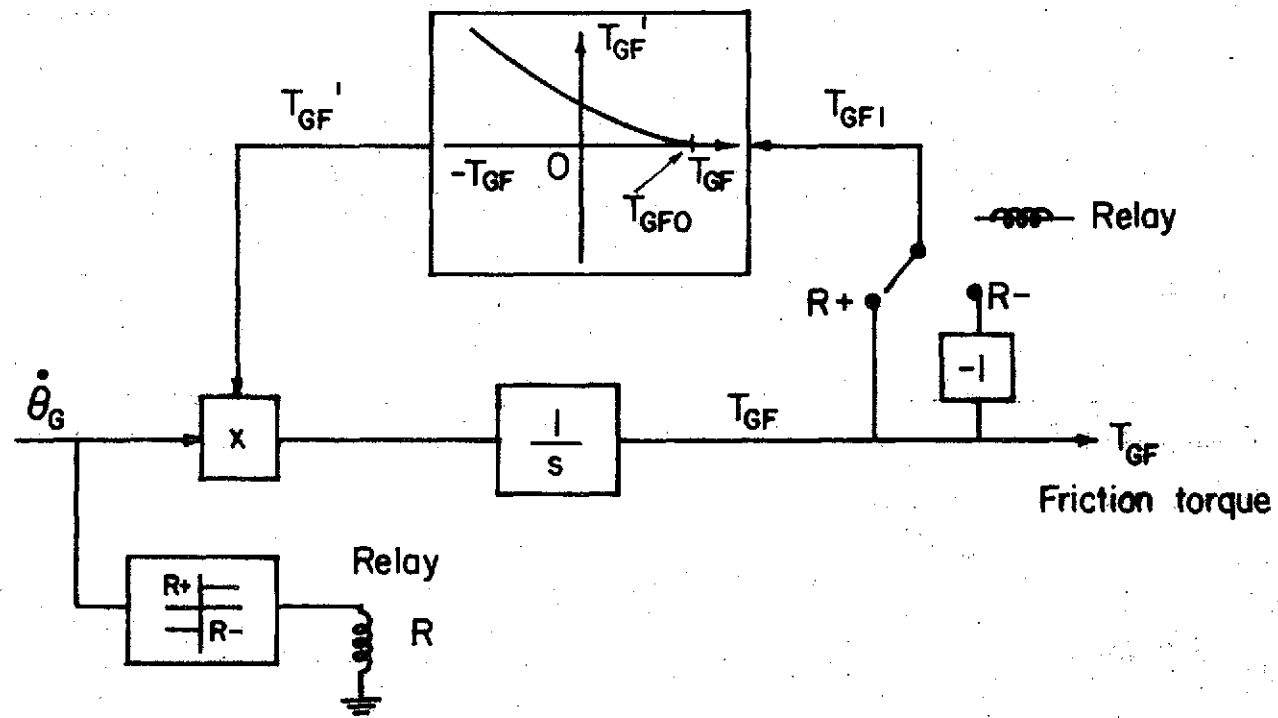 T_GF'
T_GF'
T_GF1
-T_GF
O
T_GF
T_GFO
Relay
R+
R-
-1
θ̇_G
x
1
s
T_GF
T_GF
Friction torque
Relay
R+
R-
R